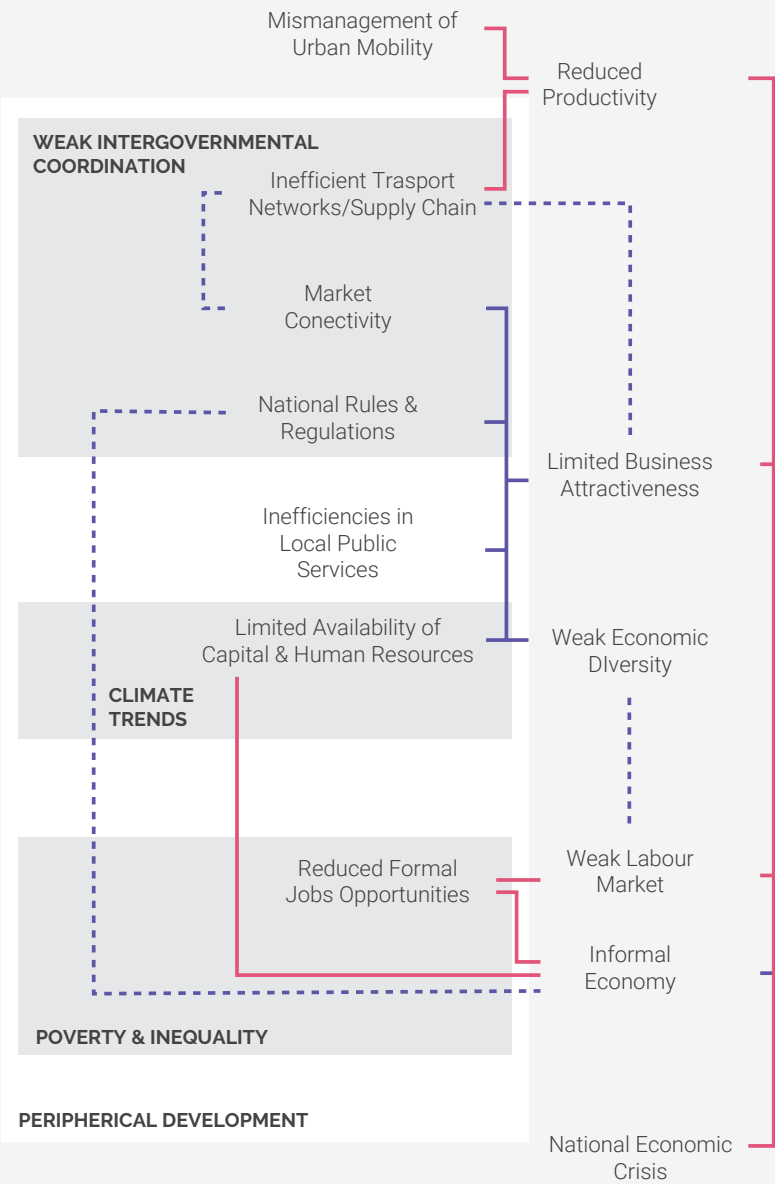 Mismanagement of
Urban Mobility
Reduced
Productivity
WEAK INTERGOVERNMENTAL
COORDINATION
Inefficient Trasport
Networks/Supply Chain
Market
Conectivity
National Rules &
Regulations
Limited Business
Attractiveness
Inefficiencies in
Local Public
Services
Limited Availability of
Capital & Human Resources
Weak Economic
DIversity
CLIMATE
TRENDS
Reduced Formal
Jobs Opportunities
Weak Labour
Market
Informal
Economy
POVERTY & INEQUALITY
PERIPHERICAL DEVELOPMENT
National Economic
Crisis